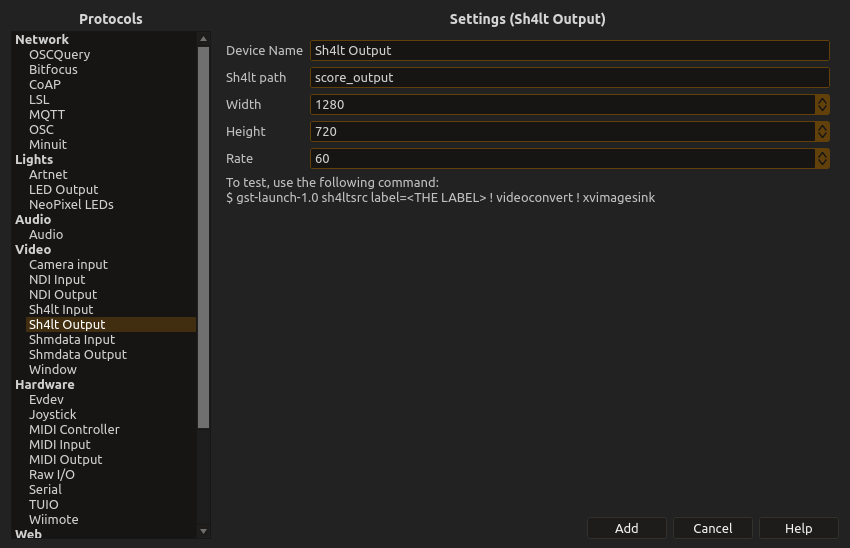 Protocols
Network
OSCQuery
Bitfocus
CoAP
LSL
MQTT
OSC
Minuit
Lights
Artnet
LED Output
NeoPixel LEDs
Audio
Audio
Video
Camera input
NDI Input
NDI Output
Sh4lt Input
Sh4lt Output
Shmdata Input
Shmdata Output
Window
Hardware
Evdev
Joystick
MIDI Controller
MIDI Input
MIDI Output
Raw I/O
Serial
TUIO
Wiimote
Web
Settings (Sh4lt Output)
Device Name Sh4lt Output
Sh4lt path score_output
Width 1280
Height 720
Rate 60
To test, use the following command:
$ gst-launch-1.0 sh4ltsrc label=<THE LABEL> ! videoconvert ! xvimagesink
Add Cancel Help